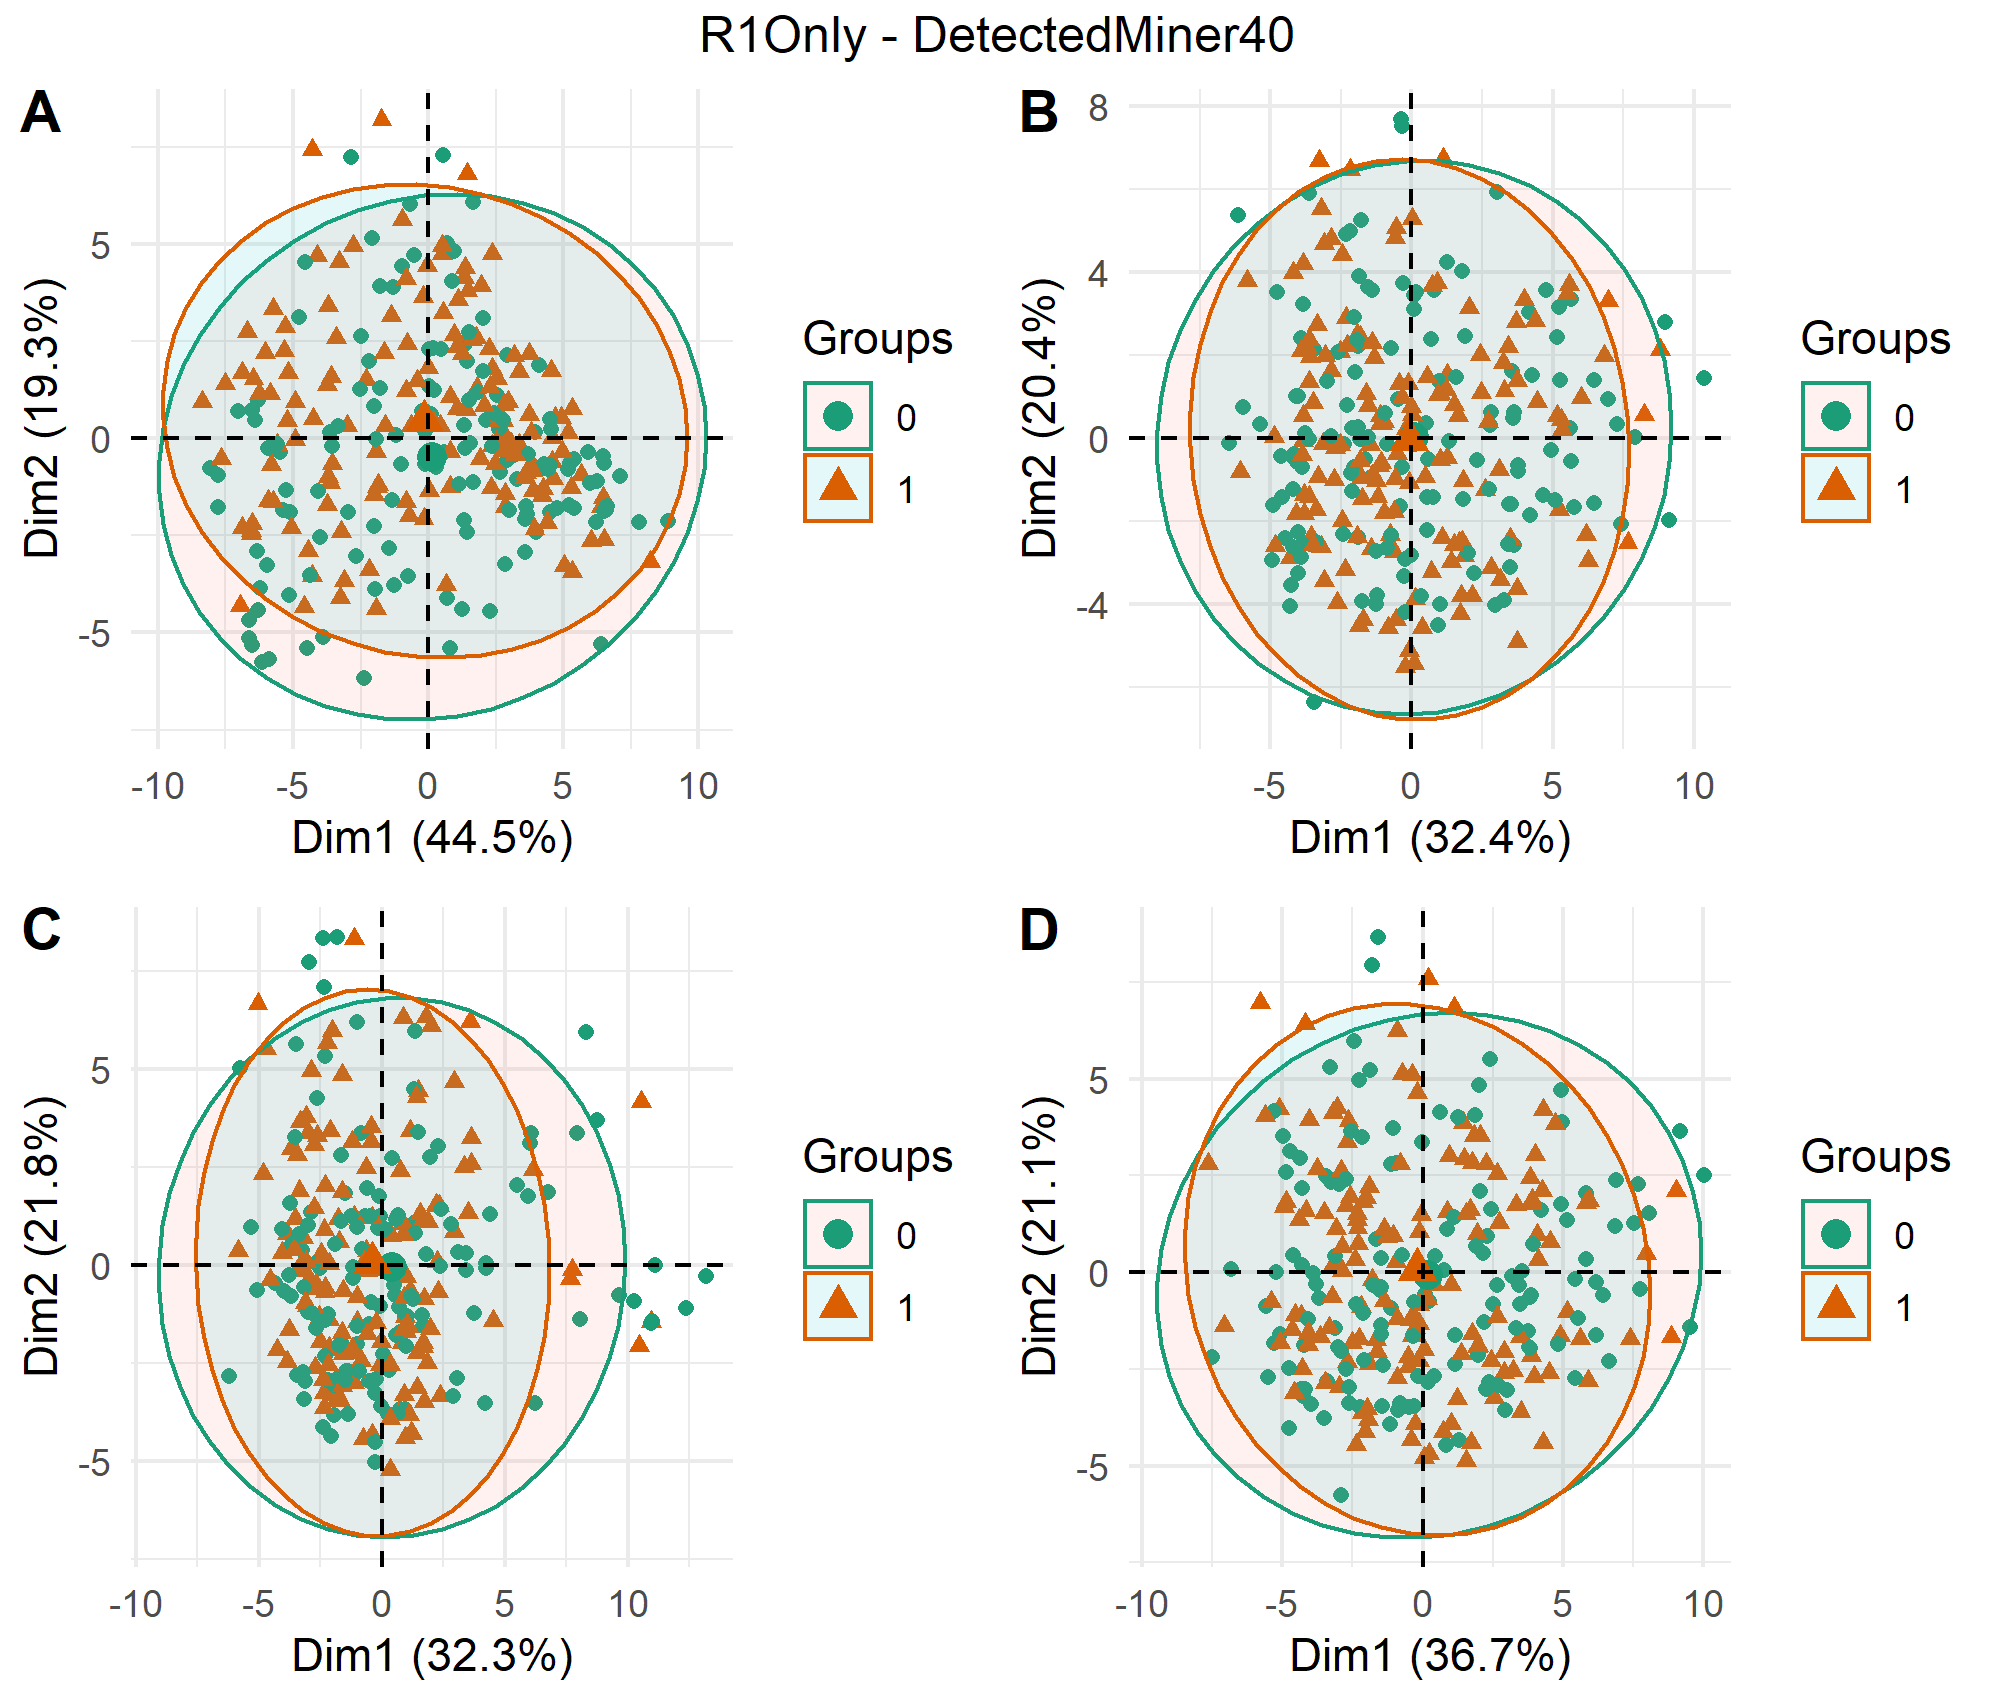 R1Only - DetectedMiner40
A
Dim2 (19.3%)
5
0
-5
-10 -5 0 5 10
Dim1 (44.5%)
Groups
0
1
B
Dim2 (20.4%)
8
4
0
-4
-5 0 5 10
Dim1 (32.4%)
Groups
0
1
C
Dim2 (21.8%)
5
0
-5
-10 -5 0 5 10
Dim1 (32.3%)
Groups
0
1
D
Dim2 (21.1%)
5
0
-5
-10 -5 0 5 10
Dim1 (36.7%)
Groups
0
1